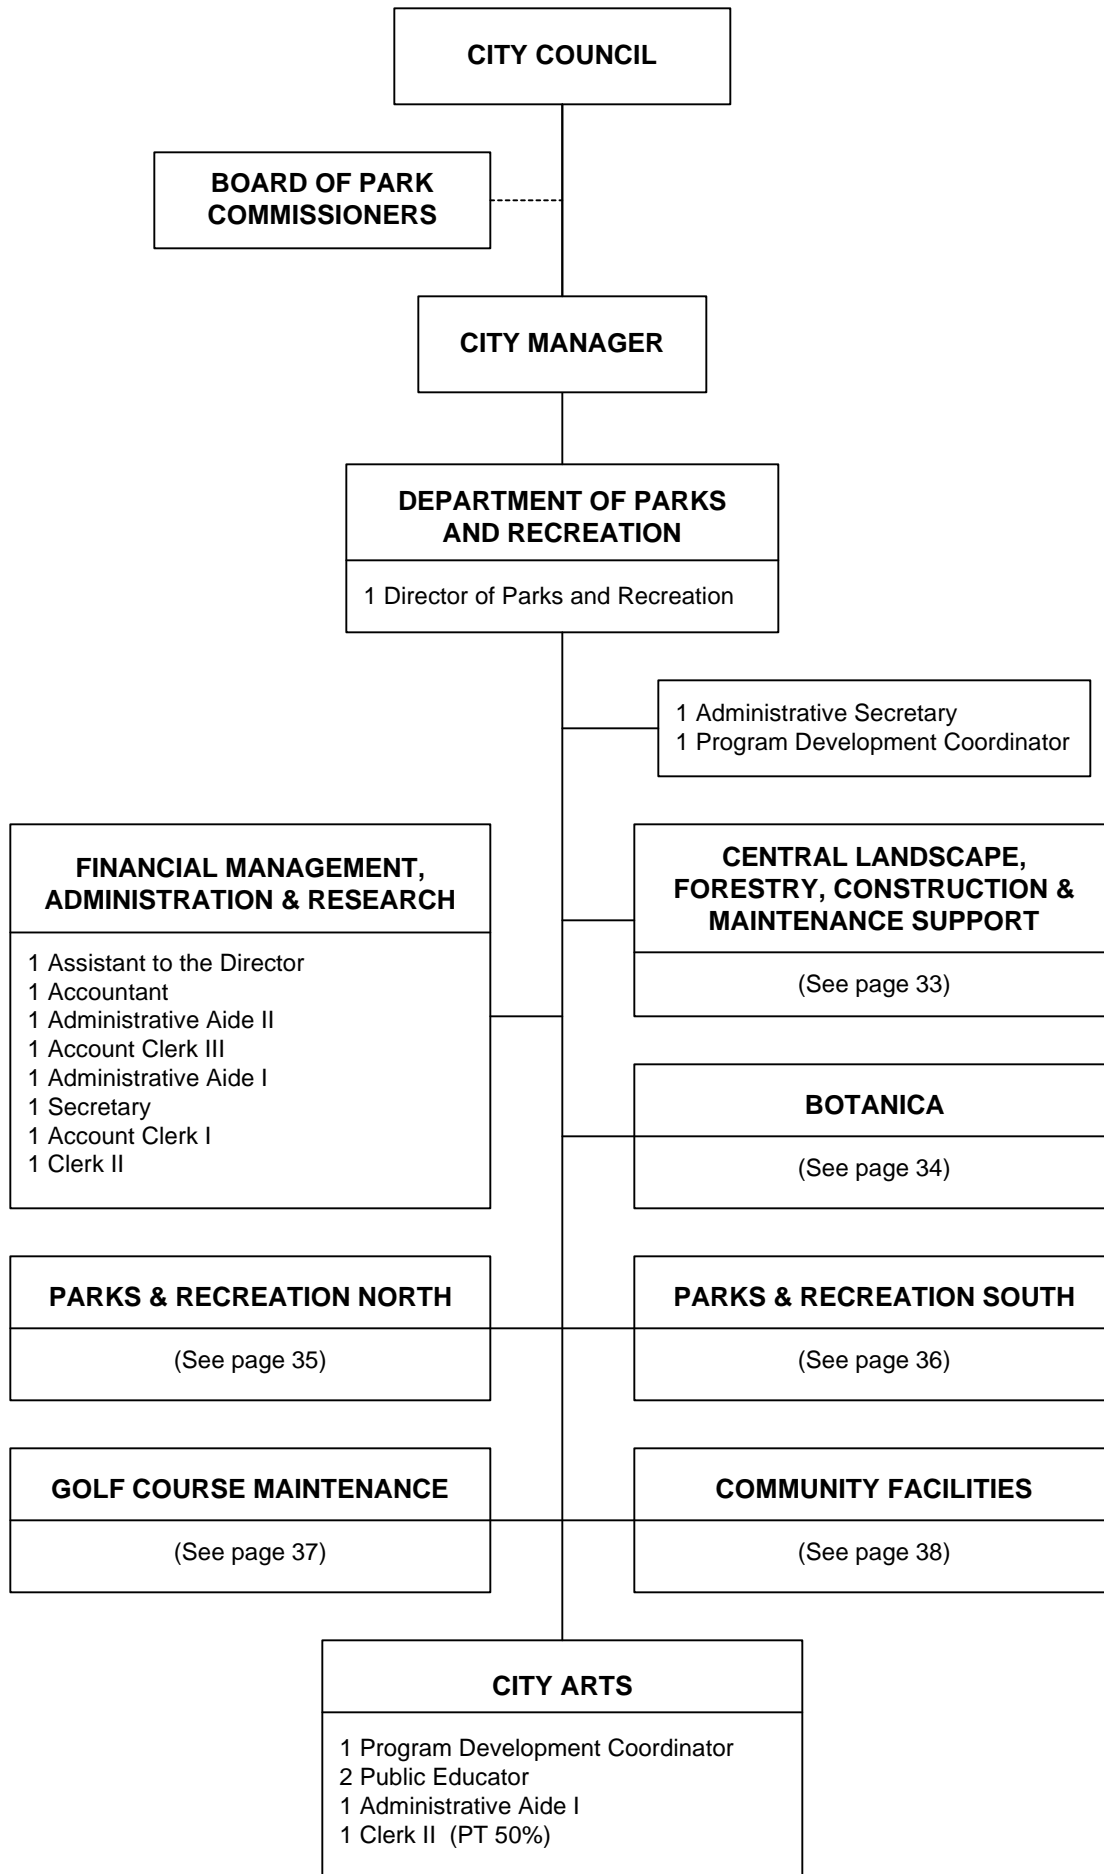 CITY COUNCIL
BOARD OF PARK
COMMISSIONERS
CITY MANAGER
DEPARTMENT OF PARKS
AND RECREATION
1 Director of Parks and Recreation
1 Administrative Secretary
1 Program Development Coordinator
FINANCIAL MANAGEMENT,
ADMINISTRATION & RESEARCH
1 Assistant to the Director
1 Accountant
1 Administrative Aide II
1 Account Clerk III
1 Administrative Aide I
1 Secretary
1 Account Clerk I
1 Clerk II
CENTRAL LANDSCAPE,
FORESTRY, CONSTRUCTION &
MAINTENANCE SUPPORT
(See page 33)
BOTANICA
(See page 34)
PARKS & RECREATION NORTH
(See page 35)
PARKS & RECREATION SOUTH
(See page 36)
GOLF COURSE MAINTENANCE
(See page 37)
COMMUNITY FACILITIES
(See page 38)
CITY ARTS
1 Program Development Coordinator
2 Public Educator
1 Administrative Aide I
1 Clerk II (PT 50%)